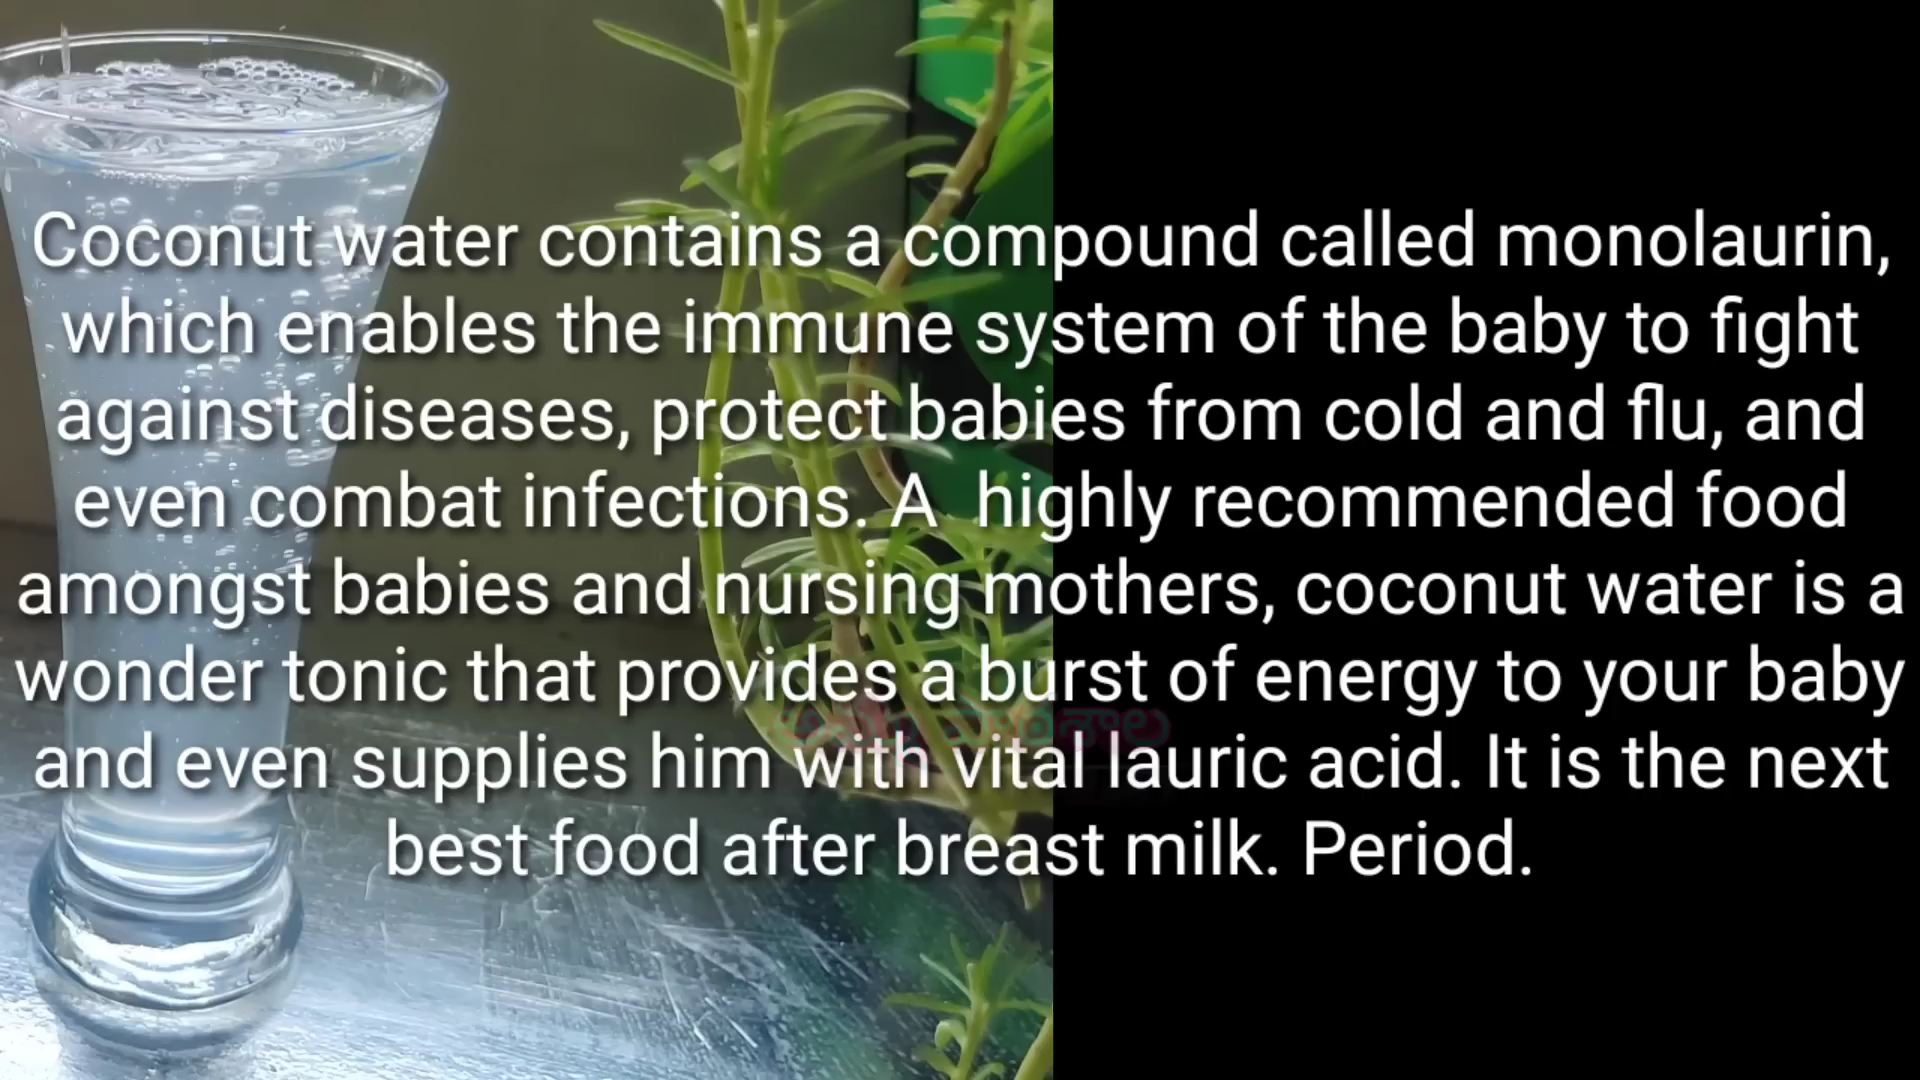 Coconut water contains a compound called monolaurin,
which enables the immune system of the baby to fight
against diseases, protect babies from cold and flu, and
even combat infections. A  highly recommended food
amongst babies and nursing mothers, coconut water is a
wonder tonic that provides a burst of energy to your baby
and even supplies him with vital lauric acid. It is the next
best food after breast milk. Period.